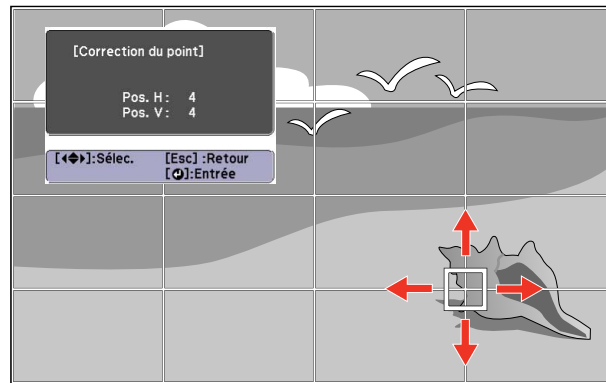 [Correction du point]
Pos. H: 4
Pos. V: 4
[◀◆▶]:Sélec. [Esc] :Retour
[↵]:Entrée